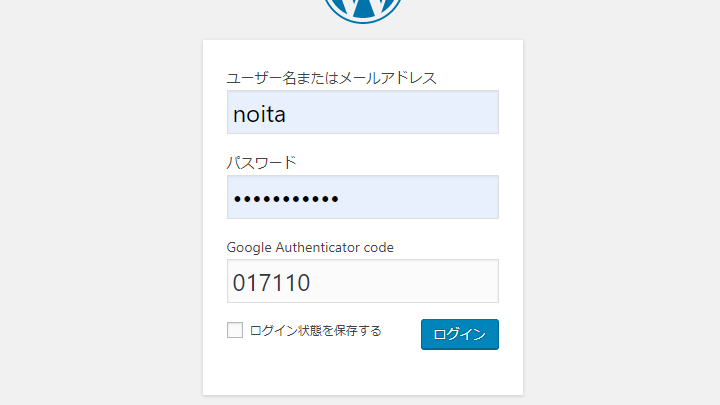 ユーザー名またはメールアドレス
noita
パスワード
•••••••••••
Google Authenticator code
017110
ログイン状態を保存する
ログイン